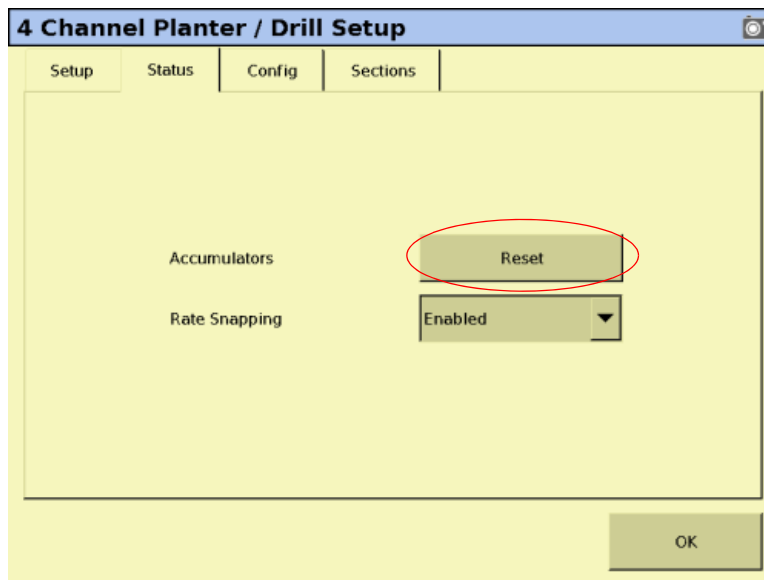 4 Channel Planter / Drill Setup
Setup Status Config Sections
Accumulators Reset
Rate Snapping Enabled
OK